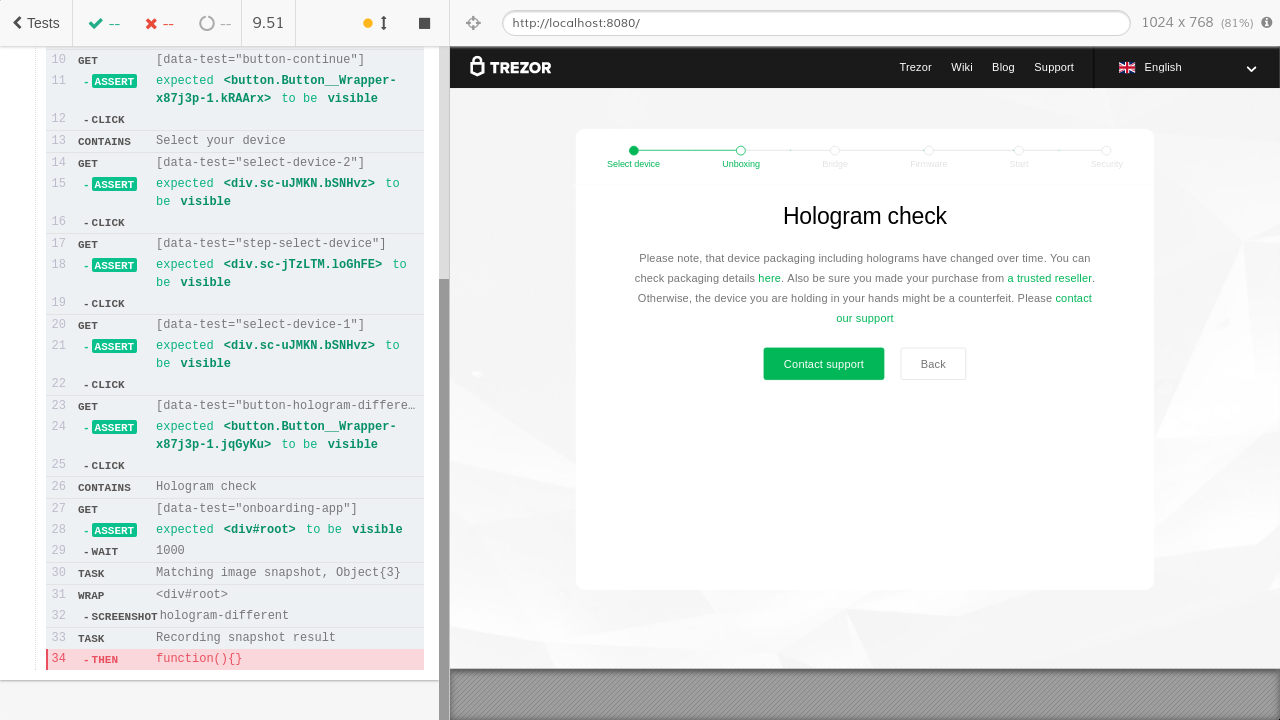 Tests
--
--
--
9.51
http://localhost:8080/
1024 x 768 (81%)
10 GET [data-test="button-continue"]
11 - ASSERT expected <button.Button__Wrapper-
x87j3p-1.kRAArx> to be visible
12 - CLICK
13 CONTAINS Select your device
14 GET [data-test="select-device-2"]
15 - ASSERT expected <div.sc-uJMKN.bSNHvz> to
be visible
16 - CLICK
17 GET [data-test="step-select-device"]
18 - ASSERT expected <div.sc-jTzLTM.loGhFE> to
be visible
19 - CLICK
20 GET [data-test="select-device-1"]
21 - ASSERT expected <div.sc-uJMKN.bSNHvz> to
be visible
22 - CLICK
23 GET [data-test="button-hologram-differe…
24 - ASSERT expected <button.Button__Wrapper-
x87j3p-1.jqGyKu> to be visible
25 - CLICK
26 CONTAINS Hologram check
27 GET [data-test="onboarding-app"]
28 - ASSERT expected <div#root> to be visible
29 - WAIT 1000
30 TASK Matching image snapshot, Object{3}
31 WRAP <div#root>
32 - SCREENSHOT hologram-different
33 TASK Recording snapshot result
34 - THEN function(){}
TREZOR
Trezor Wiki Blog Support
English
Select device
Unboxing
Bridge
Firmware
Start
Security
Hologram check
Please note, that device packaging including holograms have changed over time. You can
check packaging details here. Also be sure you made your purchase from a trusted reseller.
Otherwise, the device you are holding in your hands might be a counterfeit. Please contact
our support
Contact support
Back